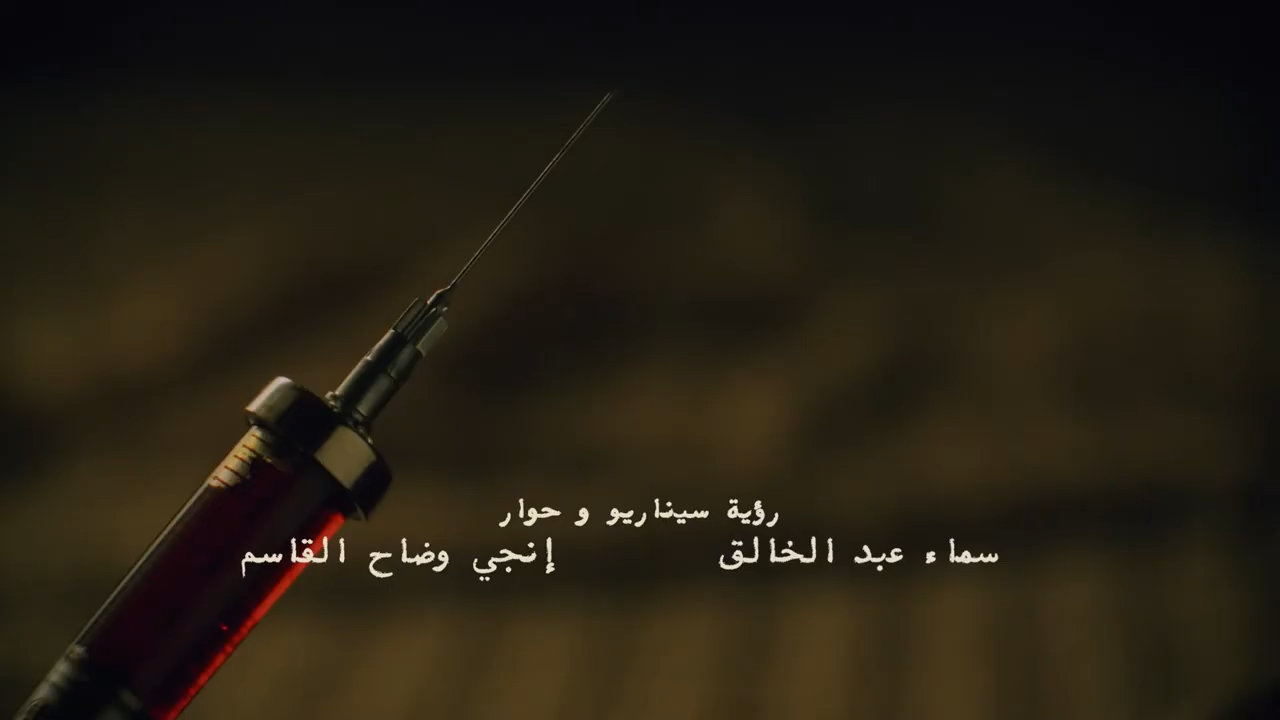 رؤية سيناريو و حوار
سماء عبد الخالق إنجي وضاح القاسم